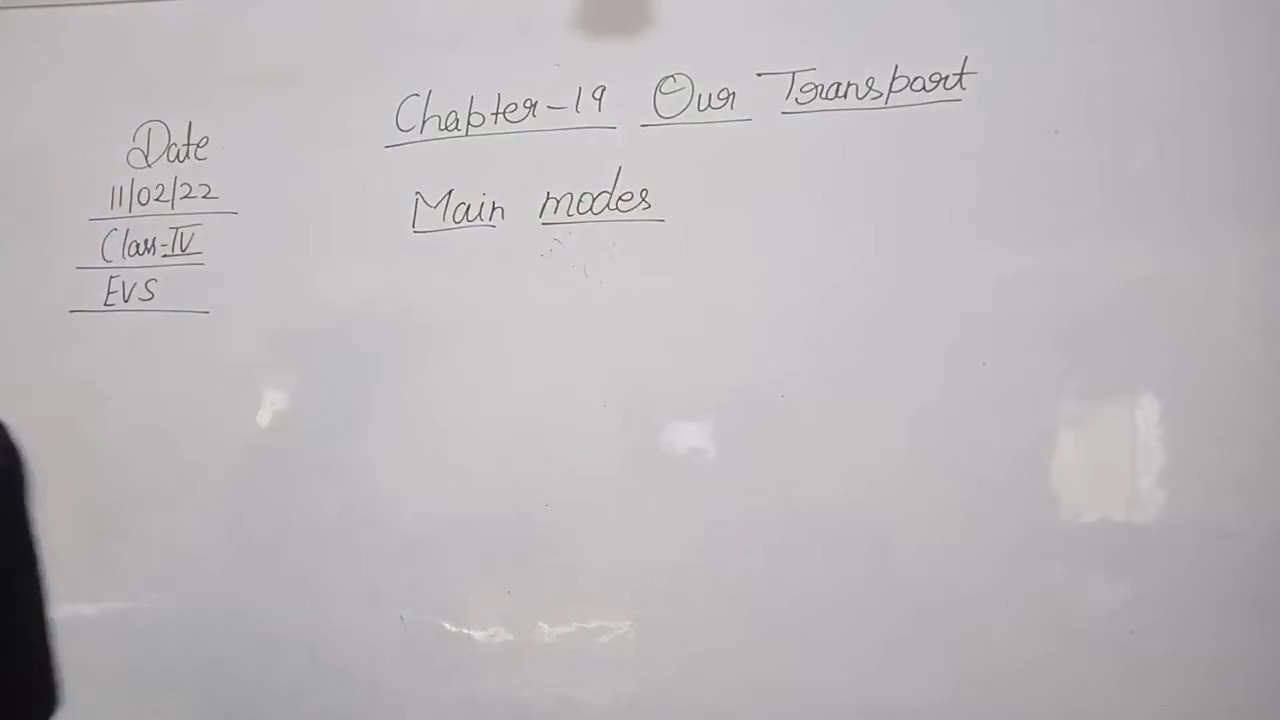 Chapter-19 Our Transport
Date
11/02/22
Class-IV
EVS
Main modes